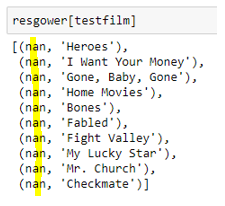 resgower[testfilm]
[(nan, 'Heroes'),
(nan, 'I Want Your Money'),
(nan, 'Gone, Baby, Gone'),
(nan, 'Home Movies'),
(nan, 'Bones'),
(nan, 'Fabled'),
(nan, 'Fight Valley'),
(nan, 'My Lucky Star'),
(nan, 'Mr. Church'),
(nan, 'Checkmate')]